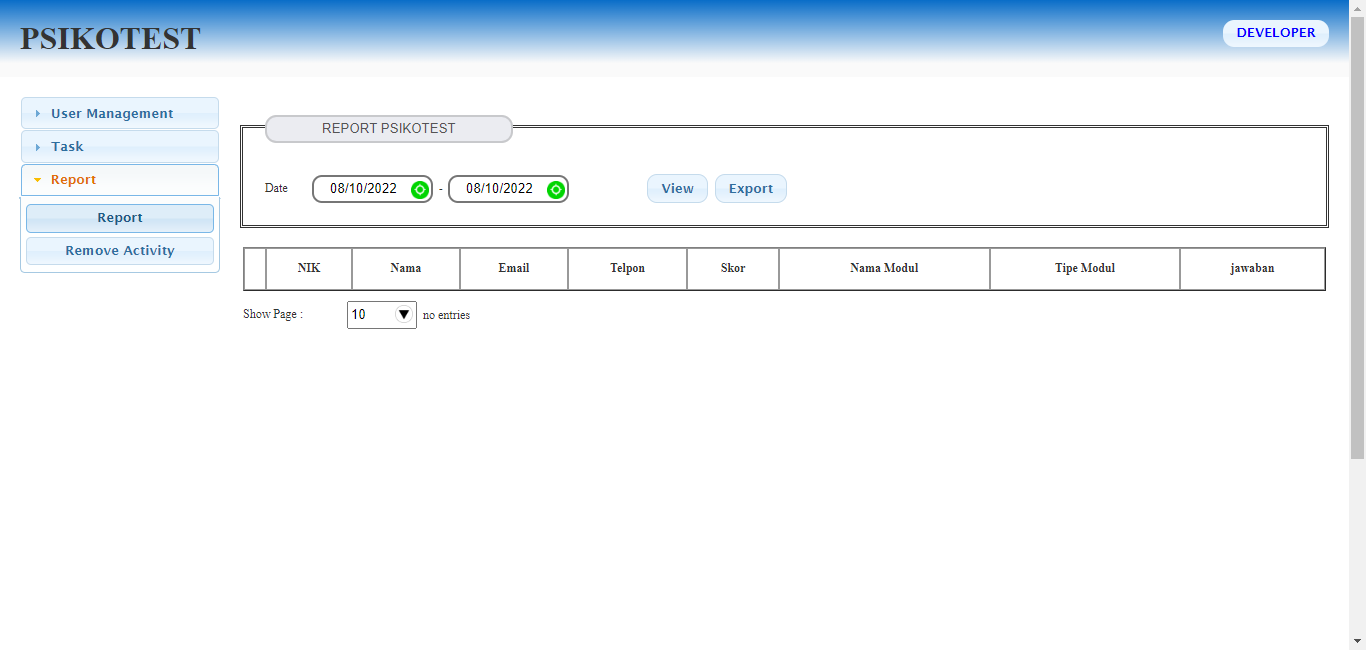 PSIKOTEST
DEVELOPER
User Management
Task
Report
Report
Remove Activity
REPORT PSIKOTEST
Date 08/10/2022 - 08/10/2022 View Export
NIK Nama Email Telpon Skor Nama Modul Tipe Modul jawaban
Show Page : 10 no entries